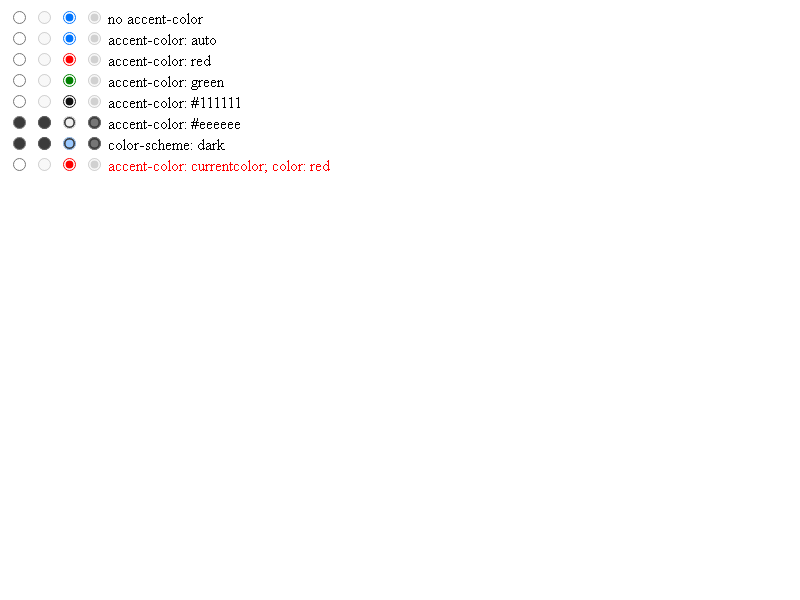 no accent-color
accent-color: auto
accent-color: red
accent-color: green
accent-color: #111111
accent-color: #eeeeee
color-scheme: dark
accent-color: currentcolor; color: red